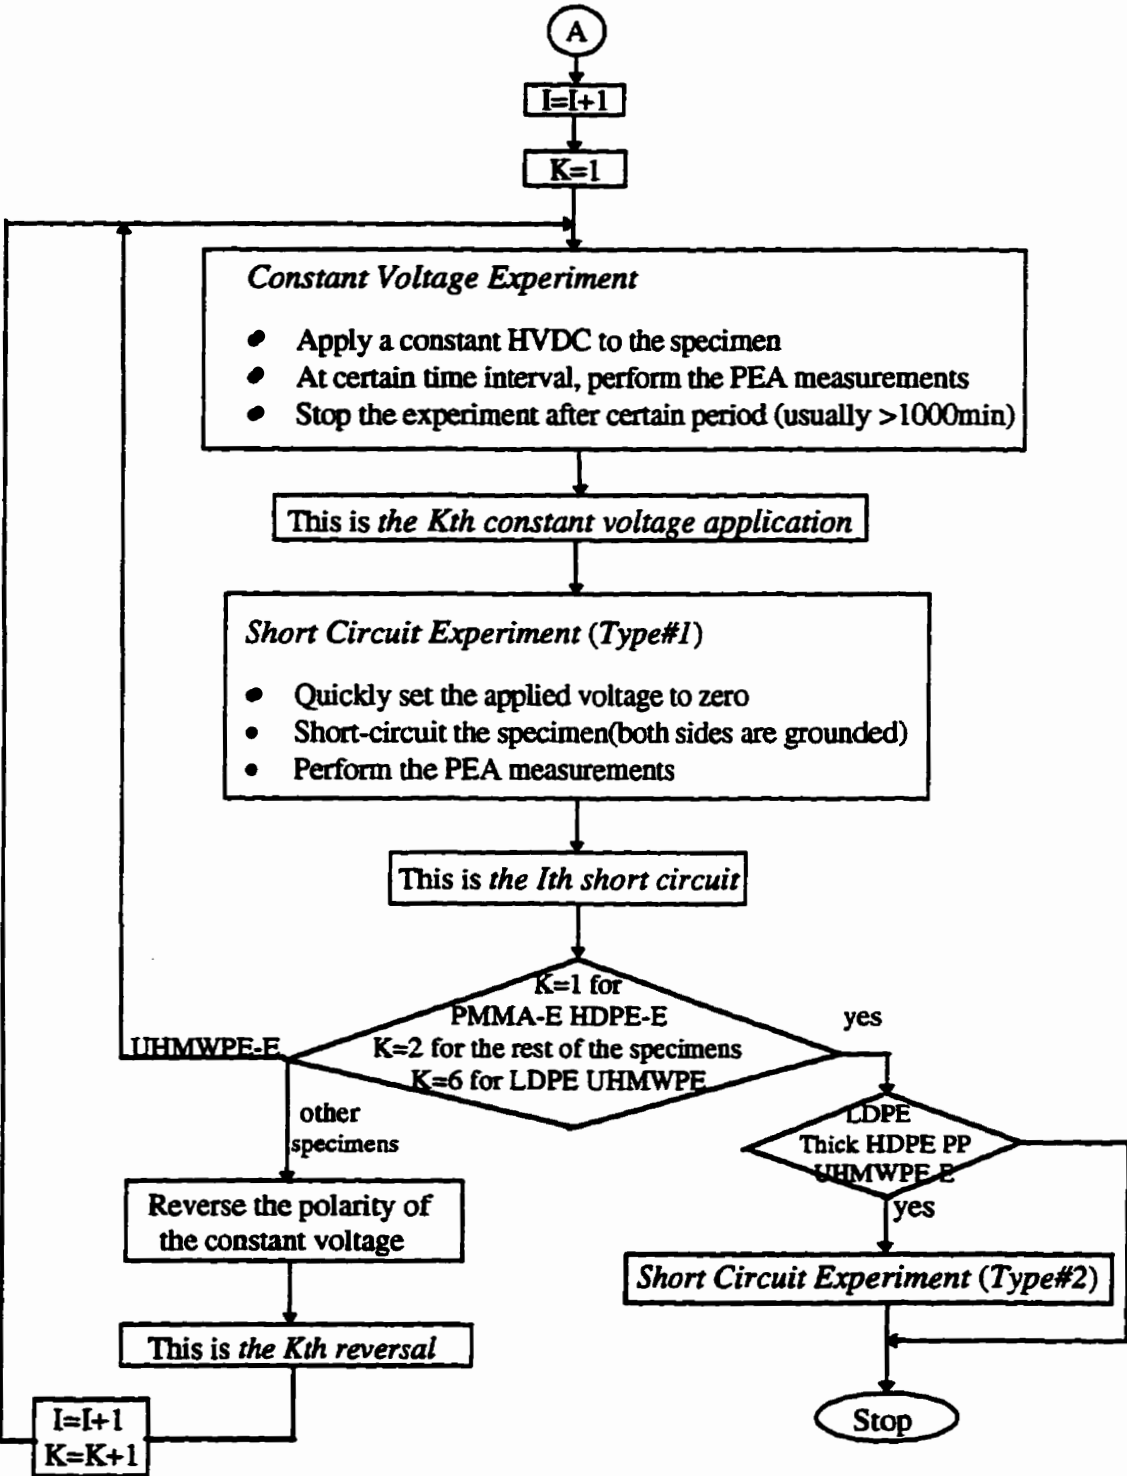 A
I=I+1
K=1
Constant Voltage Experiment
Apply a constant HVDC to the specimen
At certain time interval, perform the PEA measurements
Stop the experiment after certain period (usually >1000min)
This is the Kth constant voltage application
Short Circuit Experiment (Type#1)
Quickly set the applied voltage to zero
Short-circuit the specimen(both sides are grounded)
Perform the PEA measurements
This is the Ith short circuit
K=1 for
PMMA-E HDPE-E
K=2 for the rest of the specimens
K=6 for LDPE UHMWPE
yes
UHMWPE-E
other
specimens
LDPE
Thick HDPE PP
UHMWPE-E
yes
Reverse the polarity of
the constant voltage
Short Circuit Experiment (Type#2)
This is the Kth reversal
I=I+1
K=K+1
Stop